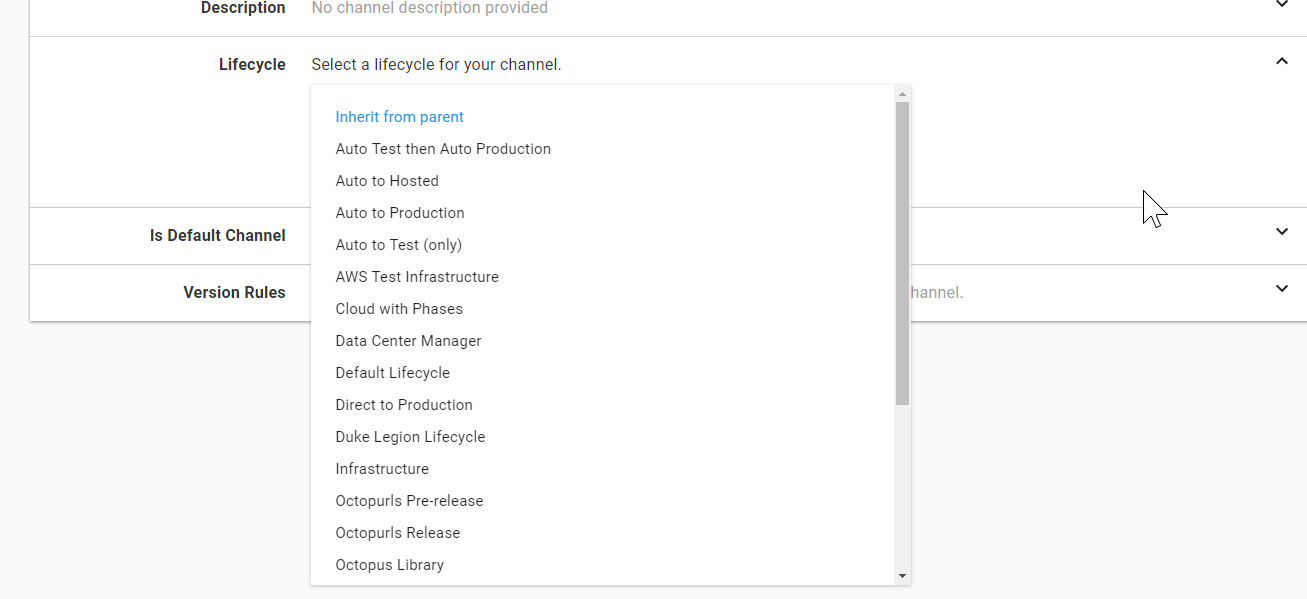 Description No channel description provided
Lifecycle Select a lifecycle for your channel.
Inherit from parent
Auto Test then Auto Production
Auto to Hosted
Auto to Production
Auto to Test (only)
AWS Test Infrastructure
Cloud with Phases
Data Center Manager
Default Lifecycle
Direct to Production
Duke Legion Lifecycle
Infrastructure
Octopurls Pre-release
Octopurls Release
Octopus Library
Is Default Channel
Version Rules hannel.